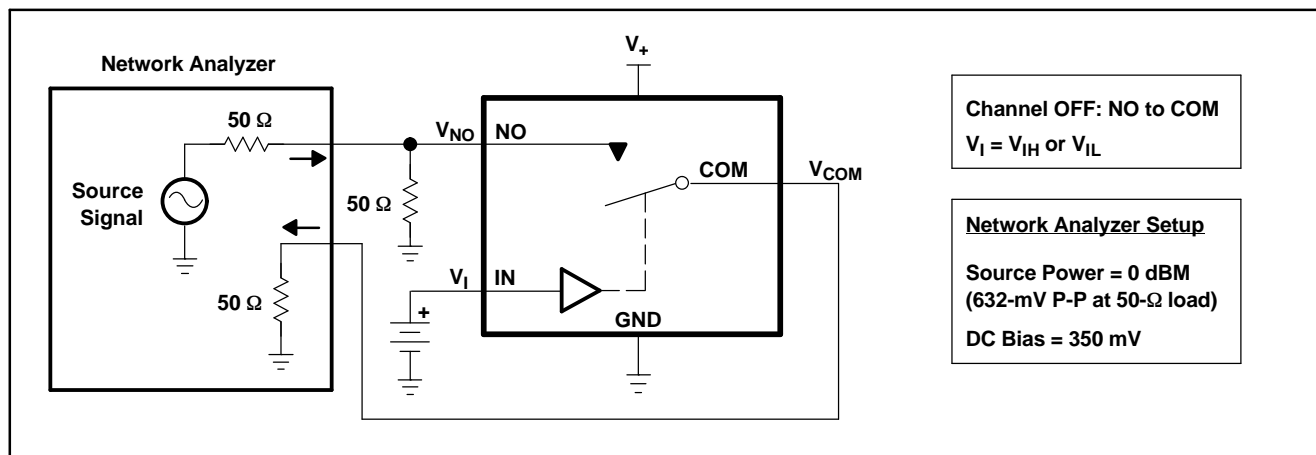 Network Analyzer
50 Ω
Source
Signal
50 Ω
50 Ω
V+
VNO
NO
COM
VCOM
VI
IN
+
GND
Channel OFF: NO to COM
VI = VIH or VIL
Network Analyzer Setup
Source Power = 0 dBM
(632-mV P-P at 50-Ω load)
DC Bias = 350 mV